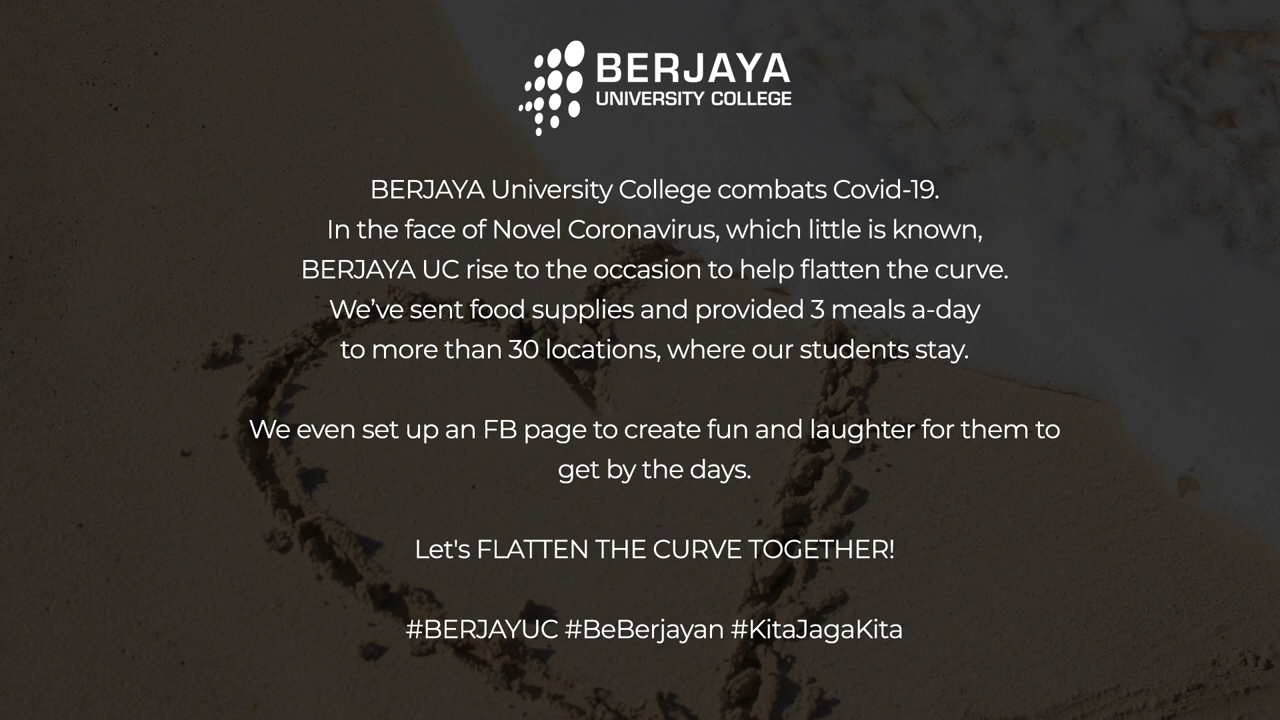 BERJAYA
UNIVERSITY COLLEGE
BERJAYA University College combats Covid-19.
In the face of Novel Coronavirus, which little is known,
BERJAYA UC rise to the occasion to help flatten the curve.
We’ve sent food supplies and provided 3 meals a-day
to more than 30 locations, where our students stay.
We even set up an FB page to create fun and laughter for them to
get by the days.
Let's FLATTEN THE CURVE TOGETHER!
#BERJAYUC #BeBerjayan #KitaJagaKita